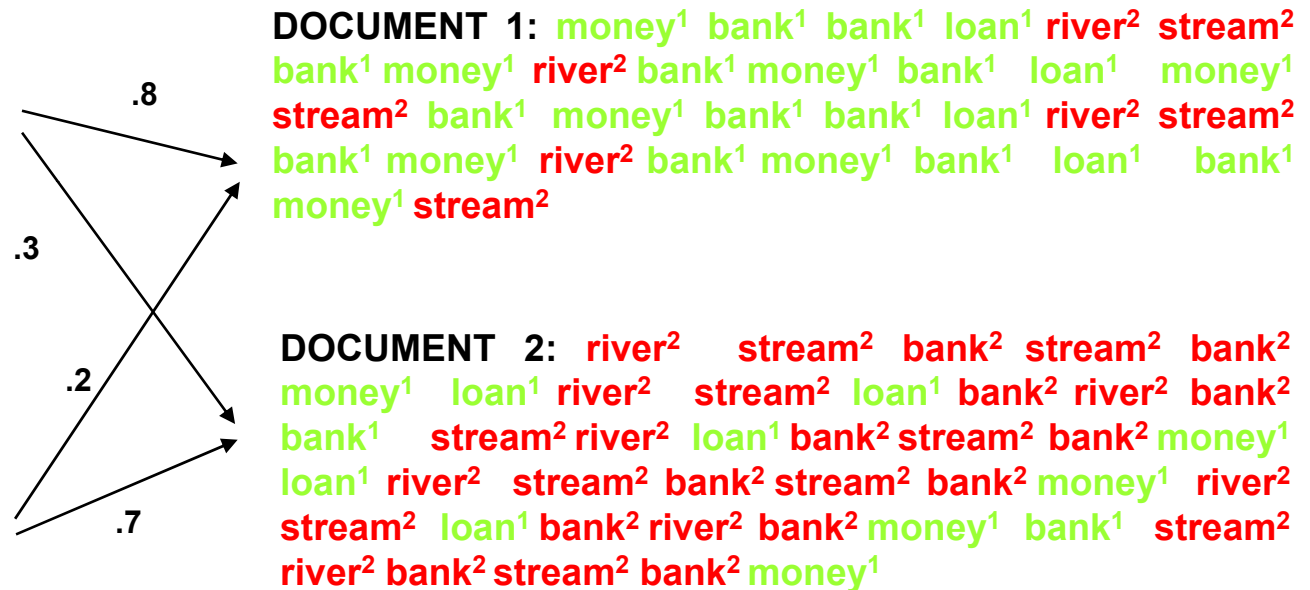 DOCUMENT 1: money¹ bank¹ bank¹ loan¹ river² stream²
bank¹ money¹ river² bank¹ money¹ bank¹ loan¹ money¹
.8
stream² bank¹ money¹ bank¹ bank¹ loan¹ river² stream²
bank¹ money¹ river² bank¹ money¹ bank¹ loan¹ bank¹
money¹ stream²
.3
DOCUMENT 2: river² stream² bank² stream² bank²
.2
money¹ loan¹ river² stream² loan¹ bank² river² bank²
bank¹ stream² river² loan¹ bank² stream² bank² money¹
loan¹ river² stream² bank² stream² bank² money¹ river²
.7
stream² loan¹ bank² river² bank² money¹ bank¹ stream²
river² bank² stream² bank² money¹